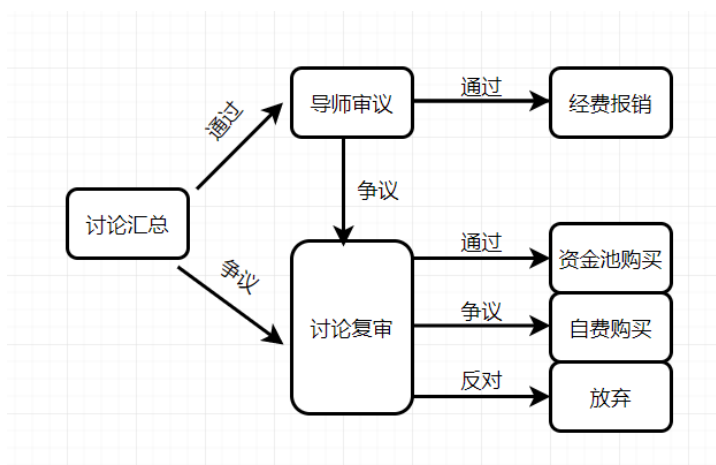 导师审议
通过
经费报销
通过
讨论汇总
争议
争议
讨论复审
通过
资金池购买
争议
自费购买
反对
放弃